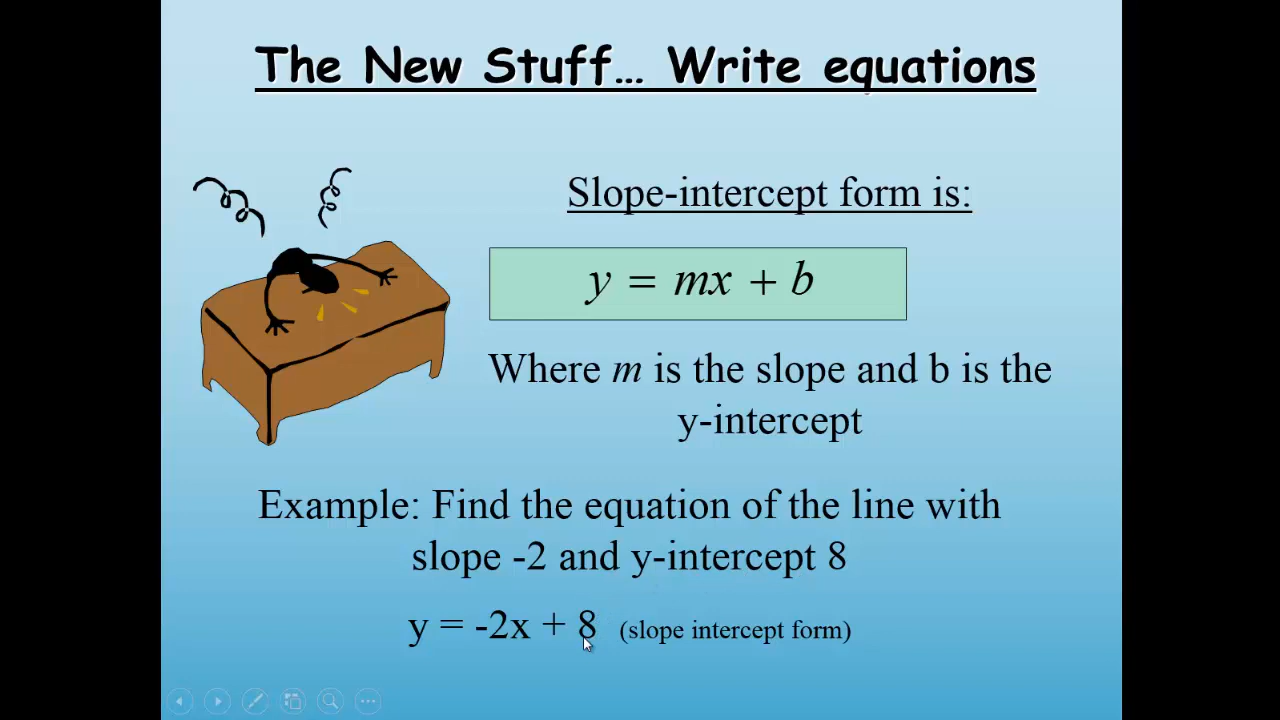 The New Stuff… Write equations
Slope-intercept form is:
y = mx + b
Where m is the slope and b is the
y-intercept
Example: Find the equation of the line with
slope -2 and y-intercept 8
y = -2x + 8 (slope intercept form)